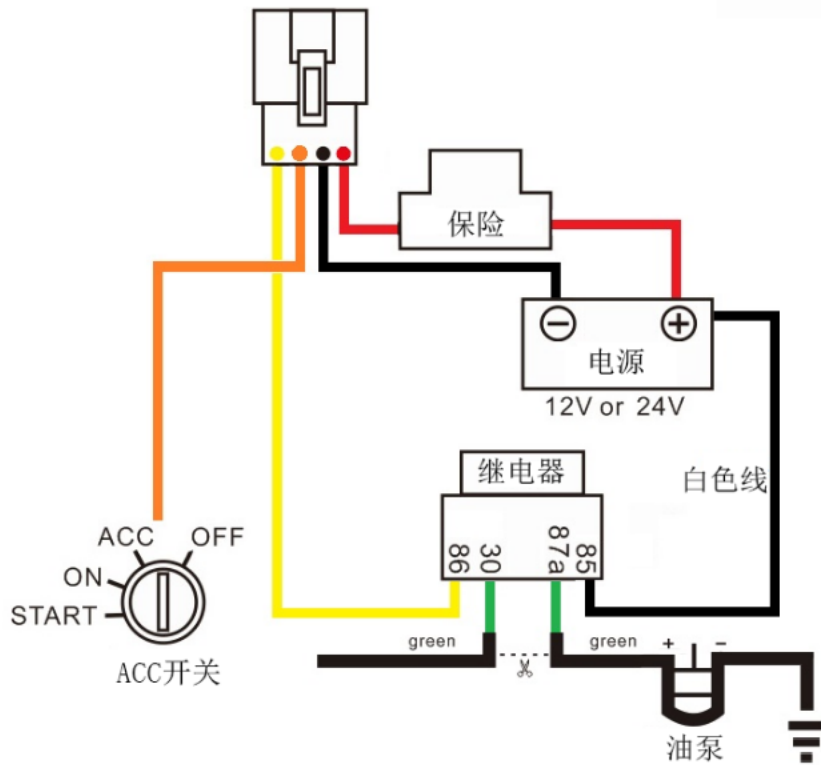 保险
电源
12V or 24V
继电器
白色线
86
30
87a
85
ACC
OFF
ON
START
ACC开关
green
green
+
-
油泵